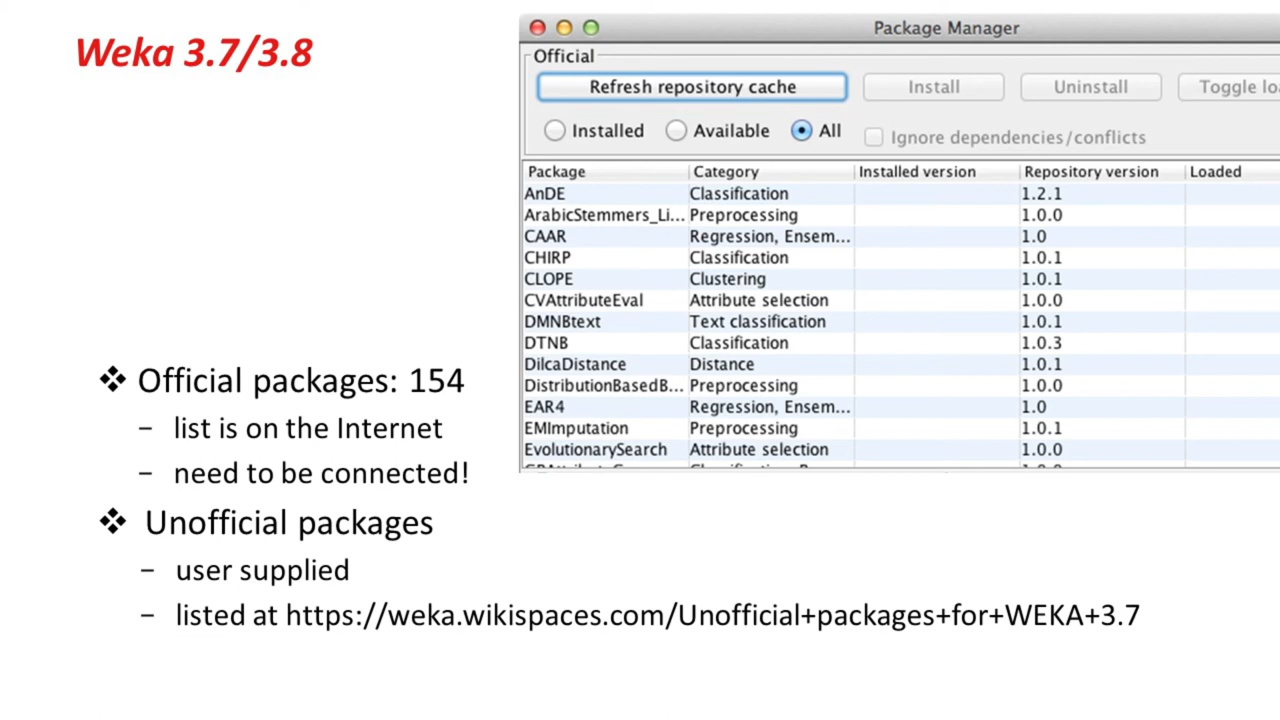 Weka 3.7/3.8
Package Manager
Official
Refresh repository cache Install Uninstall Toggle lo
Installed Available All Ignore dependencies/conflicts
Package Category Installed version Repository version Loaded
AnDE Classification 1.2.1
ArabicStemmers_Li... Preprocessing 1.0.0
CAAR Regression, Ensem... 1.0
CHIRP Classification 1.0.1
CLOPE Clustering 1.0.1
CVAttributeEval Attribute selection 1.0.0
DMNBtext Text classification 1.0.1
DTNB Classification 1.0.3
DilcaDistance Distance 1.0.1
DistributionBasedB... Preprocessing 1.0.0
EAR4 Regression, Ensem... 1.0
EMImputation Preprocessing 1.0.1
EvolutionarySearch Attribute selection 1.0.0
❖ Official packages: 154
– list is on the Internet
– need to be connected!
❖ Unofficial packages
– user supplied
– listed at https://weka.wikispaces.com/Unofficial+packages+for+WEKA+3.7